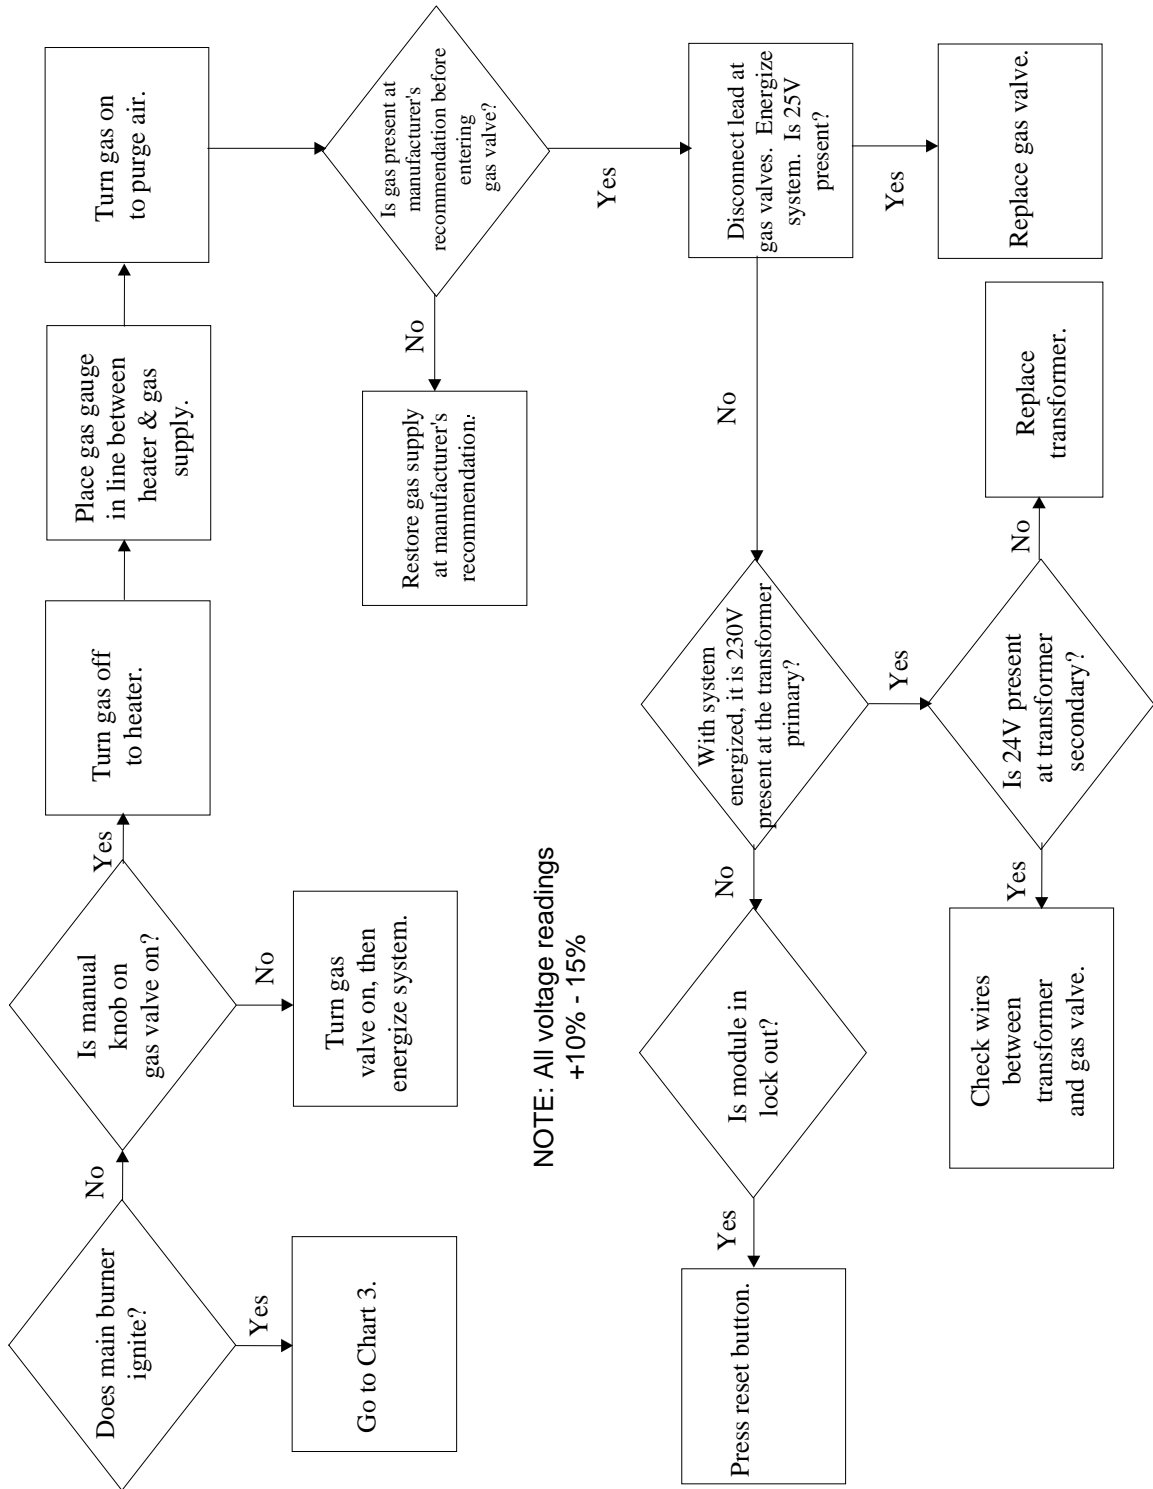 Does main burner
ignite?
Yes
Go to Chart 3.
No
Is manual
knob on
gas valve on?
No
Turn gas
valve on, then
energize system.
Yes
Turn gas off
to heater.
Place gas gauge
in line between
heater & gas
supply.
Turn gas on
to purge air.
Is gas present at
manufacturer's
recommendation before
entering
gas valve?
No
Restore gas supply
at manufacturer's
recommendation.
Yes
Disconnect lead at
gas valves. Energize
system. Is 25V
present?
Yes
Replace gas valve.
No
With system
energized, it is 230V
present at the transformer
primary?
Yes
Is 24V present
at transformer
secondary?
No
Replace
transformer.
Yes
Check wires
between
transformer
and gas valve.
No
Is module in
lock out?
Yes
Press reset button.
NOTE: All voltage readings
+10% - 15%